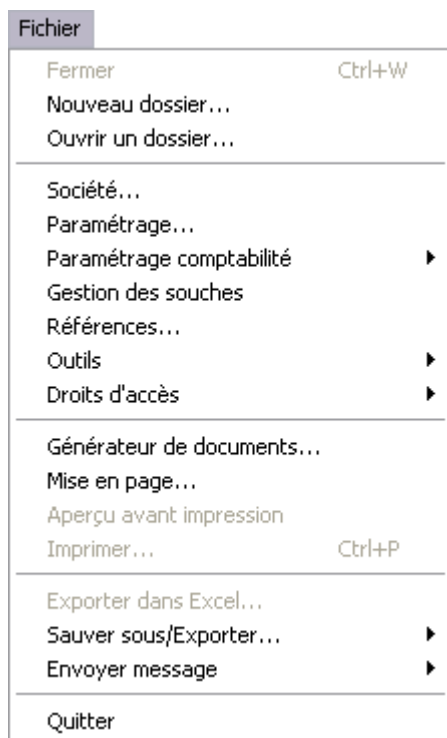 Fichier
Fermer Ctrl+W
Nouveau dossier...
Ouvrir un dossier...
Société...
Paramétrage...
Paramétrage comptabilité
Gestion des souches
Références...
Outils
Droits d'accès
Générateur de documents...
Mise en page...
Aperçu avant impression
Imprimer... Ctrl+P
Exporter dans Excel...
Sauver sous/Exporter...
Envoyer message
Quitter